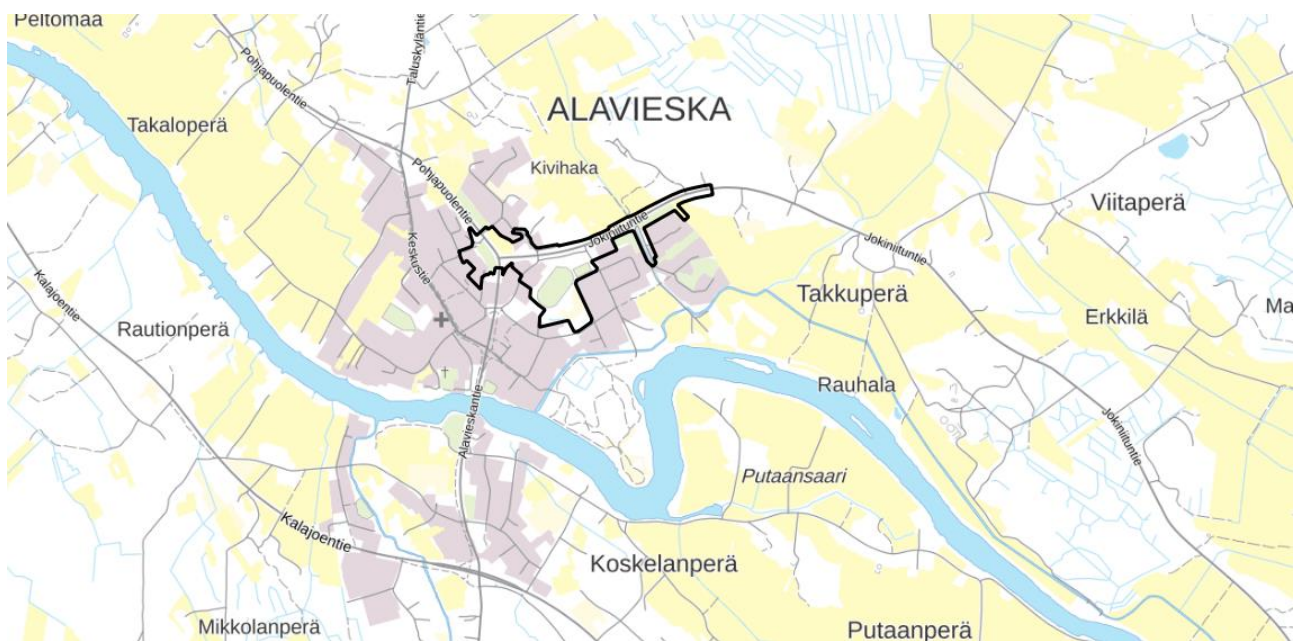 Peltomaa
Taluskyläntie
Pohjapuolentie
ALAVIESKA
Takaloperä
Kivihaka
Pohjapuolentie
Viitaperä
Jokiniituntie
Keskustie
Jokiniituntie
Kalajoentie
Takkuperä
Rautionperä
Erkkilä
Ma
Rauhala
Alavieskantie
Jokiniituntie
Putaansaari
Kalajoentie
Koskelanperä
Mikkolanperä
Putaanperä